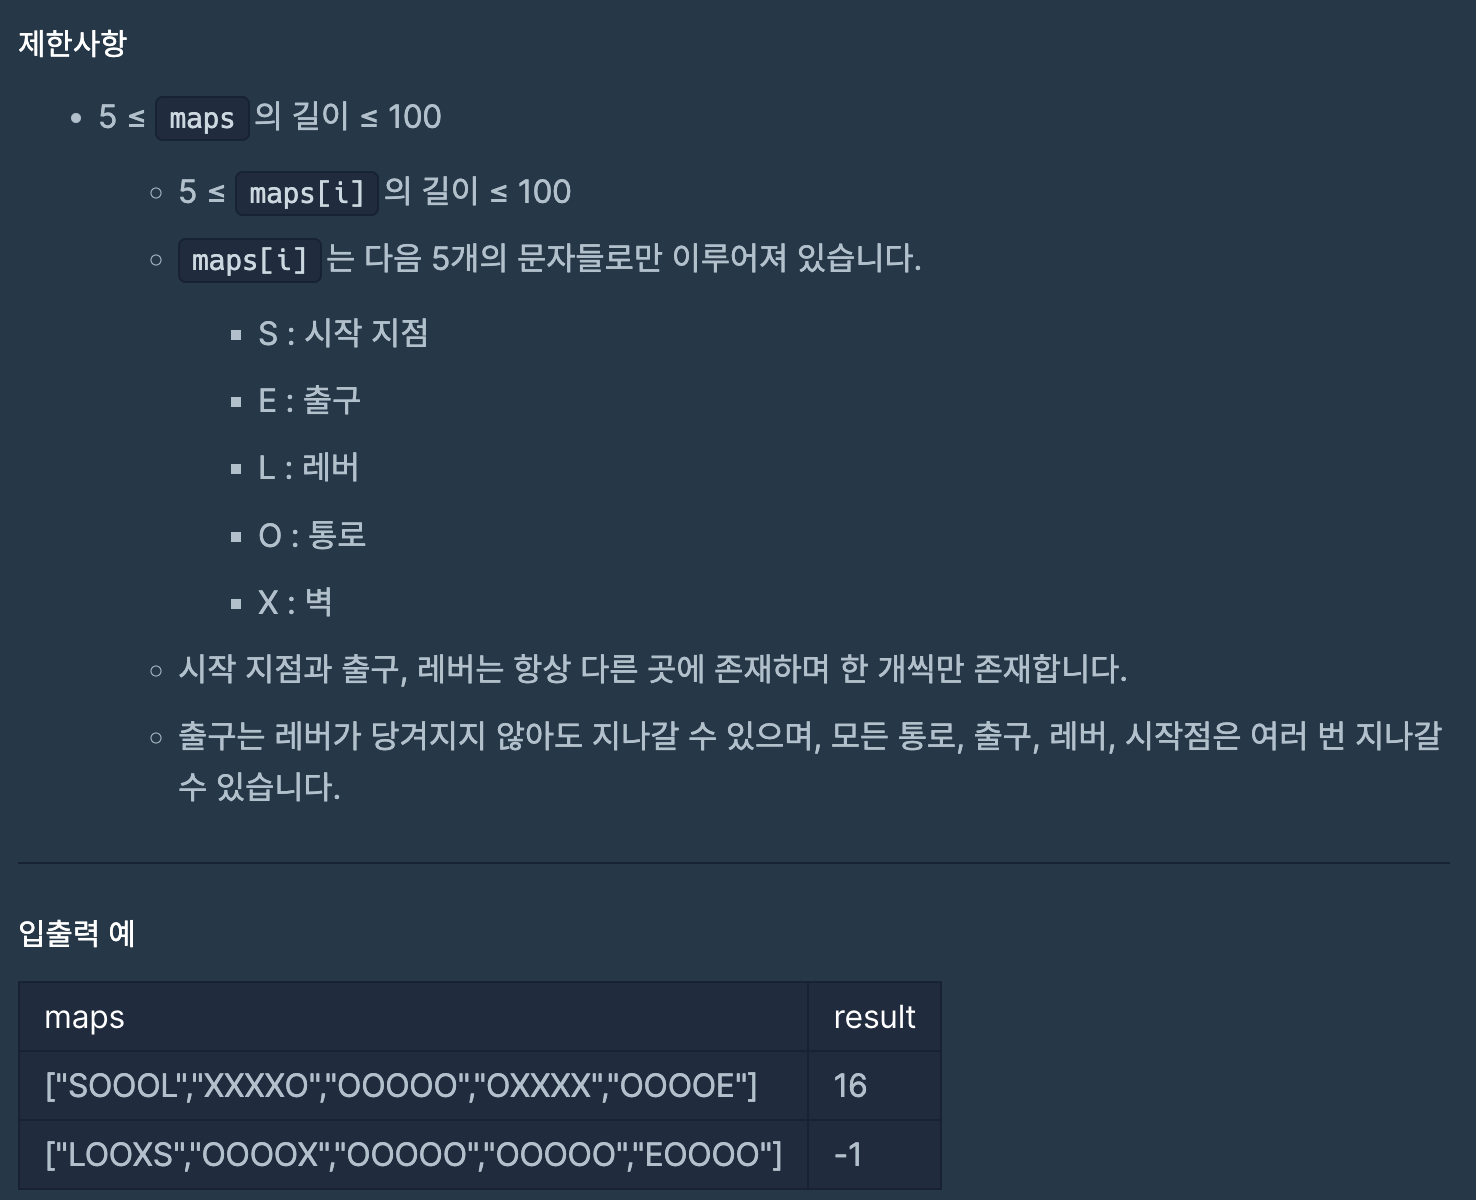 제한사항
• 5 ≤ maps 의 길이 ≤ 100
◦ 5 ≤ maps[i] 의 길이 ≤ 100
◦ maps[i] 는 다음 5개의 문자들로만 이루어져 있습니다.
▪ S : 시작 지점
▪ E : 출구
▪ L : 레버
▪ O : 통로
▪ X : 벽
◦ 시작 지점과 출구, 레버는 항상 다른 곳에 존재하며 한 개씩만 존재합니다.
◦ 출구는 레버가 당겨지지 않아도 지나갈 수 있으며, 모든 통로, 출구, 레버, 시작점은 여러 번 지나갈
수 있습니다.
입출력 예
maps result
["SOOOL","XXXXO","OOOOO","OXXXX","OOOOE"] 16
["LOOXS","OOOOX","OOOOO","OOOOO","EOOOO"] -1